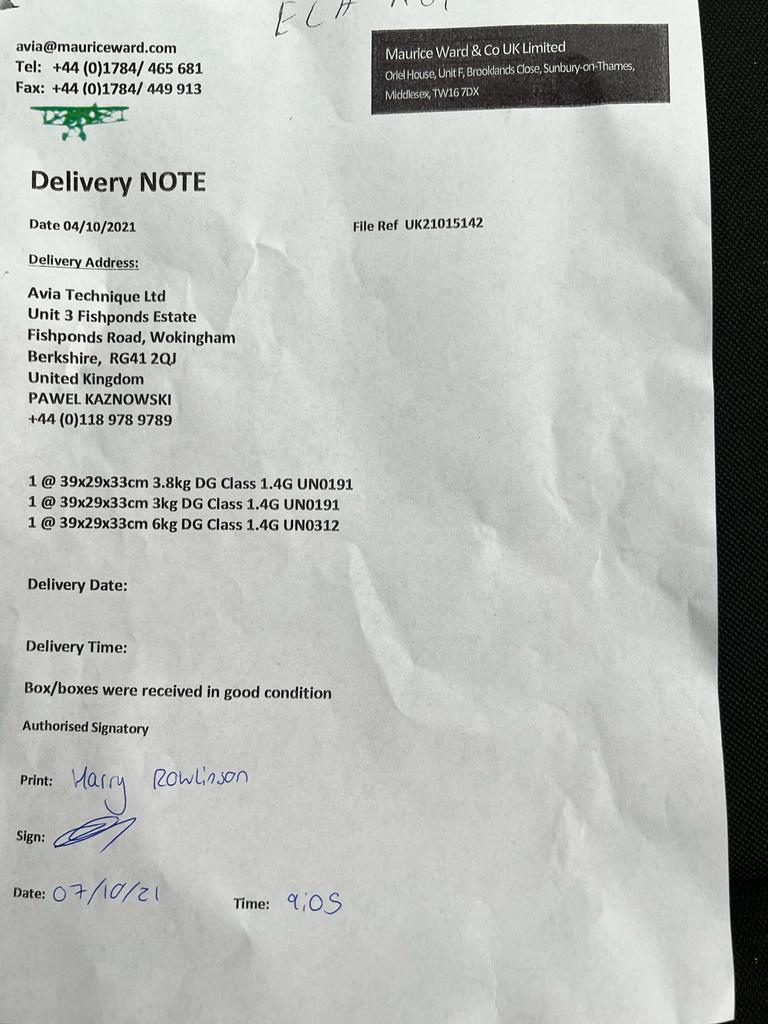 avia@mauriceward.com
Tel: +44 (0)1784/ 465 681
Fax: +44 (0)1784/ 449 913
Maurice Ward & Co UK Limited
Oriel House, Unit F, Brooklands Close, Sunbury-on-Thames,
Middlesex, TW16 7DX
Delivery NOTE
Date 04/10/2021 File Ref UK21015142
Delivery Address:
Avia Technique Ltd
Unit 3 Fishponds Estate
Fishponds Road, Wokingham
Berkshire, RG41 2QJ
United Kingdom
PAWEL KAZNOWSKI
+44 (0)118 978 9789
1 @ 39x29x33cm 3.8kg DG Class 1.4G UN0191
1 @ 39x29x33cm 3kg DG Class 1.4G UN0191
1 @ 39x29x33cm 6kg DG Class 1.4G UN0312
Delivery Date:
Delivery Time:
Box/boxes were received in good condition
Authorised Signatory
Print: Harry Rowlinson
Sign:
Date: 07/10/21 Time: 9:05